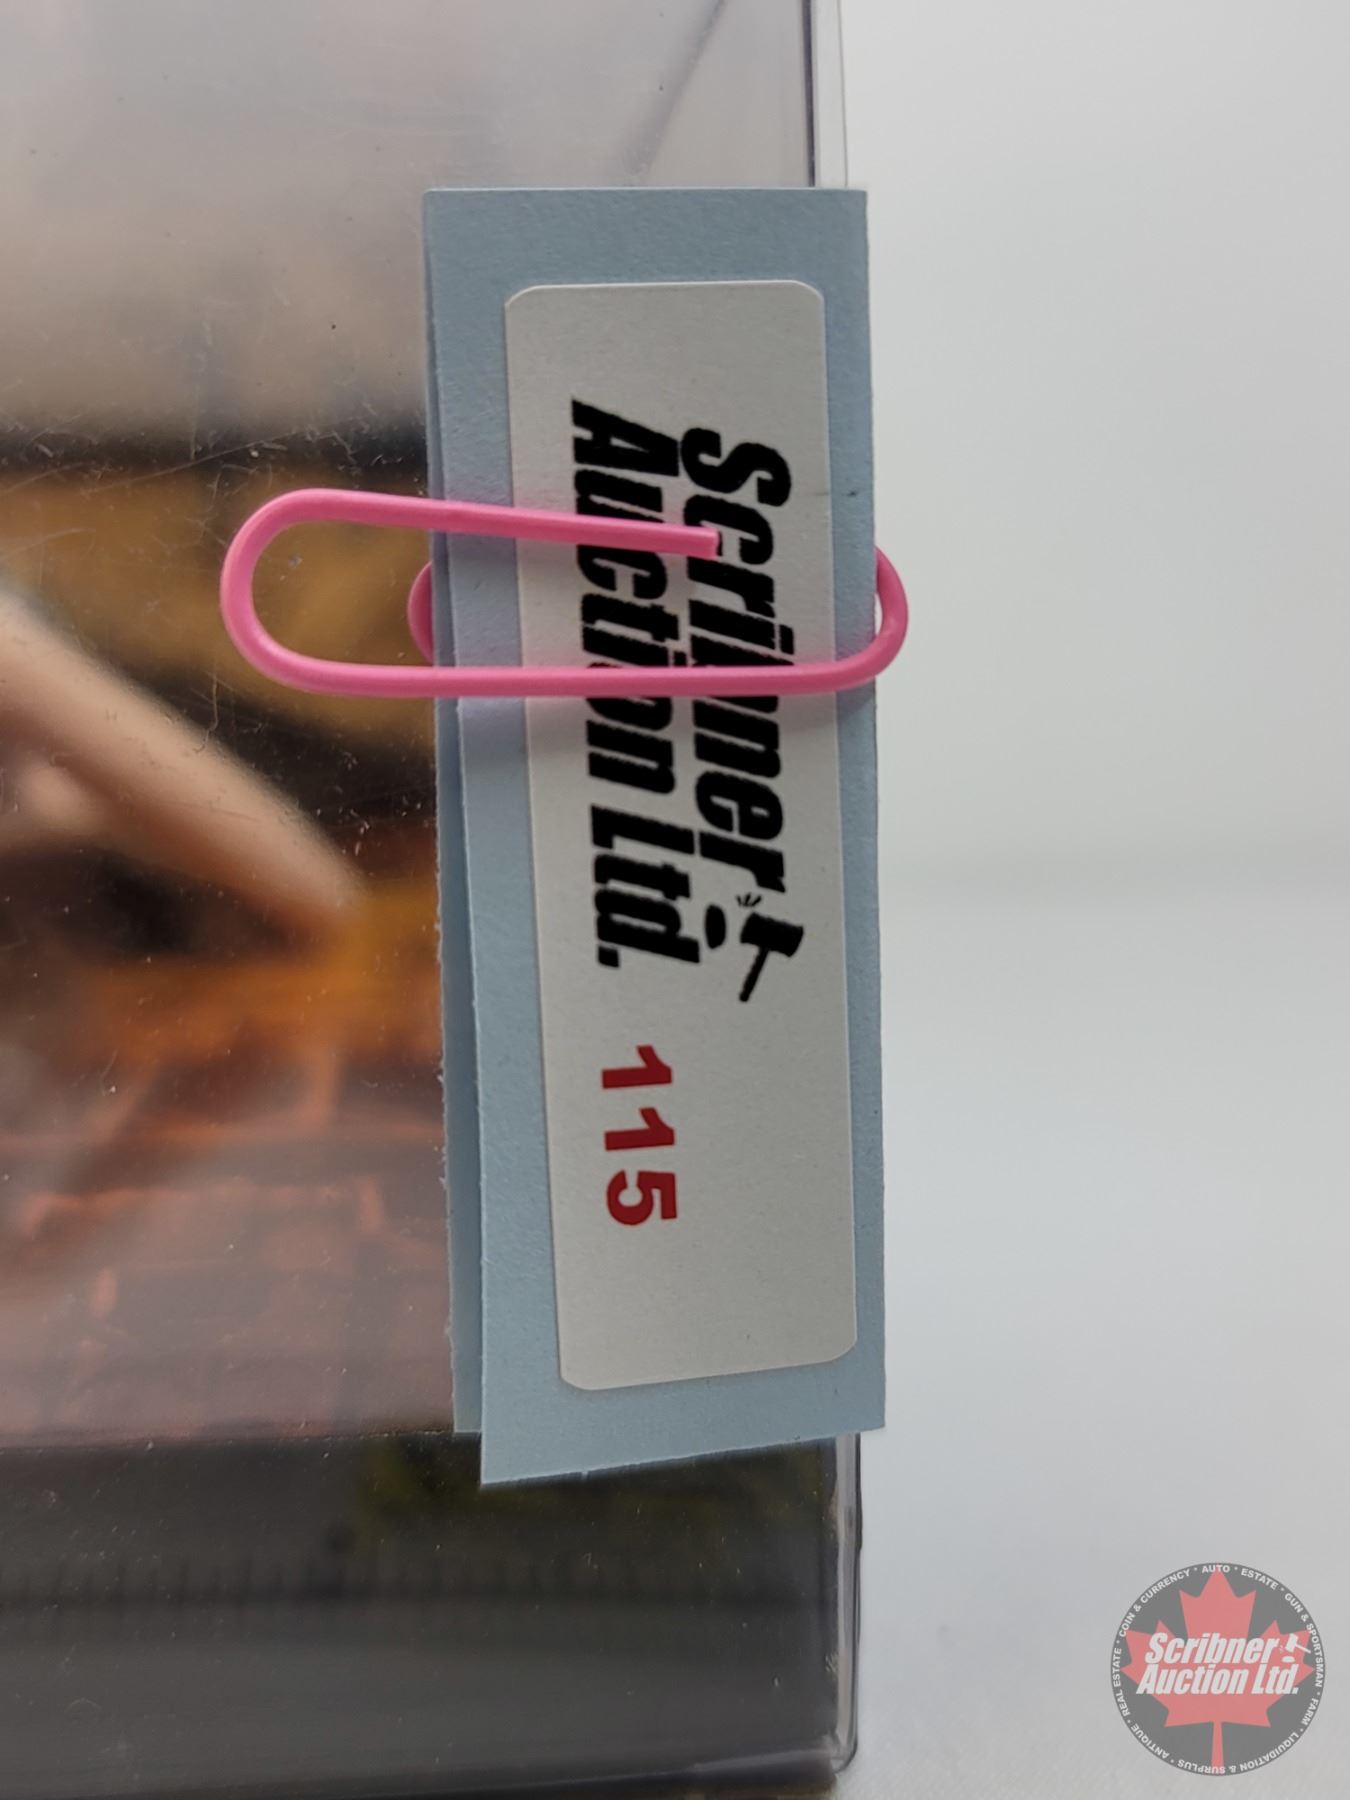 Scribner
Auction Ltd.
115
COIN & CURRENCY • AUTO • ESTATE • GUN & SPORTSMAN • FARM • LIQUIDATION & SURPLUS • ANTIQUE • REAL ESTATE •
Scribner
Auction Ltd.